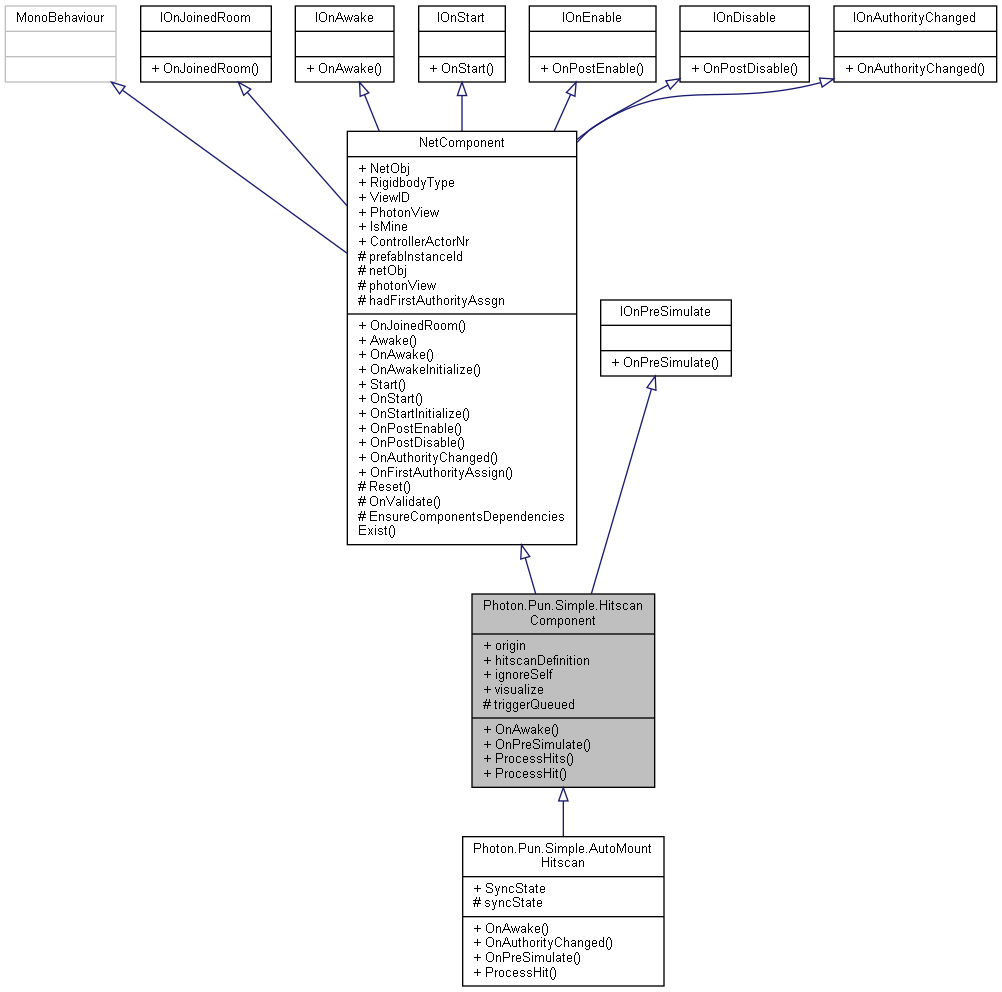 MonoBehaviour
IOnJoinedRoom
+ OnJoinedRoom()
IOnAwake
+ OnAwake()
IOnStart
+ OnStart()
IOnEnable
+ OnPostEnable()
IOnDisable
+ OnPostDisable()
IOnAuthorityChanged
+ OnAuthorityChanged()
NetComponent
+ NetObj
+ RigidbodyType
+ ViewID
+ PhotonView
+ IsMine
+ ControllerActorNr
# prefabInstanceId
# netObj
# photonView
# hadFirstAuthorityAssgn
+ OnJoinedRoom()
+ Awake()
+ OnAwake()
+ OnAwakeInitialize()
+ Start()
+ OnStart()
+ OnStartInitialize()
+ OnPostEnable()
+ OnPostDisable()
+ OnAuthorityChanged()
+ OnFirstAuthorityAssign()
# Reset()
# OnValidate()
# EnsureComponentsDependencies
Exist()
IOnPreSimulate
+ OnPreSimulate()
Photon.Pun.Simple.Hitscan
Component
+ origin
+ hitscanDefinition
+ ignoreSelf
+ visualize
# triggerQueued
+ OnAwake()
+ OnPreSimulate()
+ ProcessHits()
+ ProcessHit()
Photon.Pun.Simple.AutoMount
Hitscan
+ SyncState
# syncState
+ OnAwake()
+ OnAuthorityChanged()
+ OnPreSimulate()
+ ProcessHit()